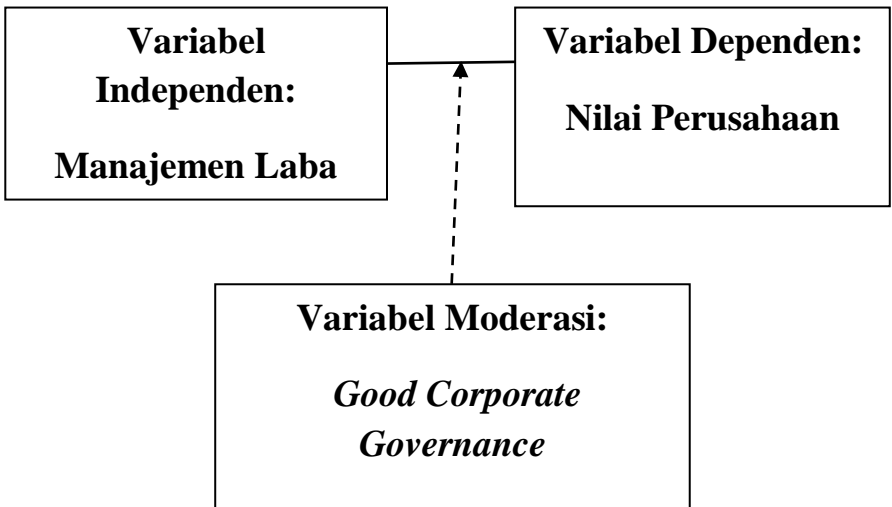 Variabel
Independen:
Manajemen Laba
Variabel Dependen:
Nilai Perusahaan
Variabel Moderasi:
Good Corporate
Governance